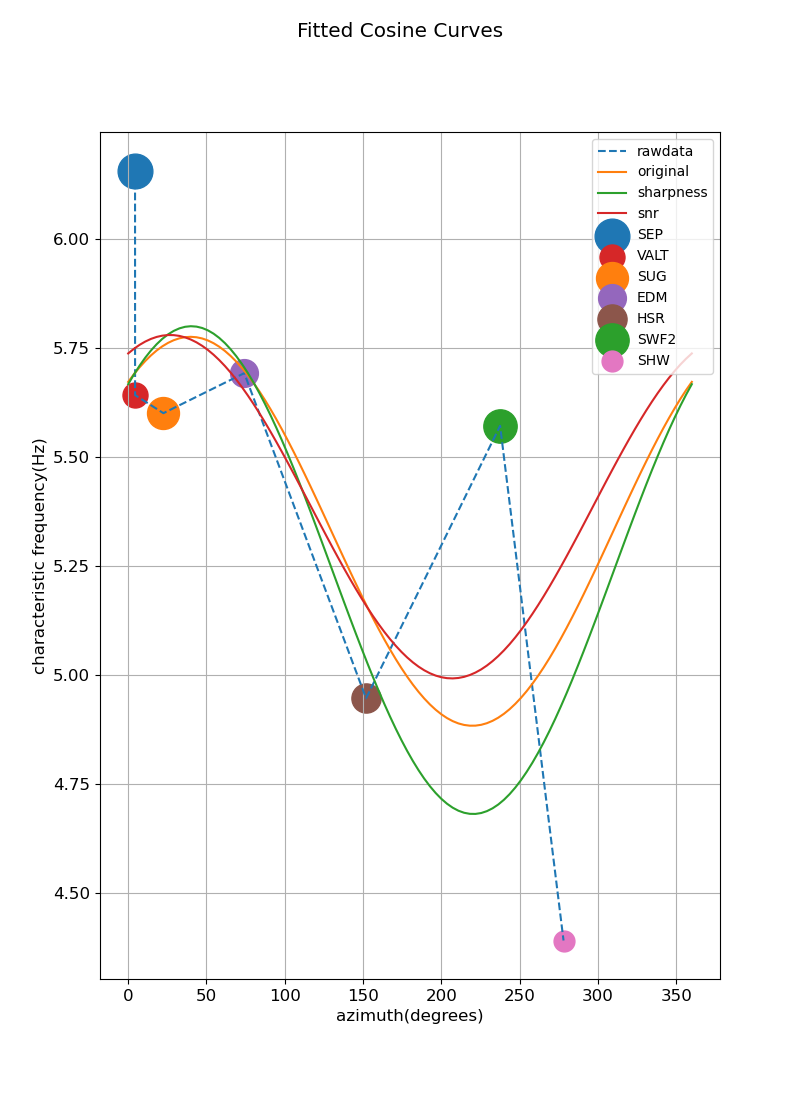 Fitted Cosine Curves
rawdata
original
sharpness
snr
SEP
VALT
SUG
EDM
HSR
SWF2
SHW
characteristic frequency(Hz)
6.00
5.75
5.50
5.25
5.00
4.75
4.50
0 50 100 150 200 250 300 350
azimuth(degrees)